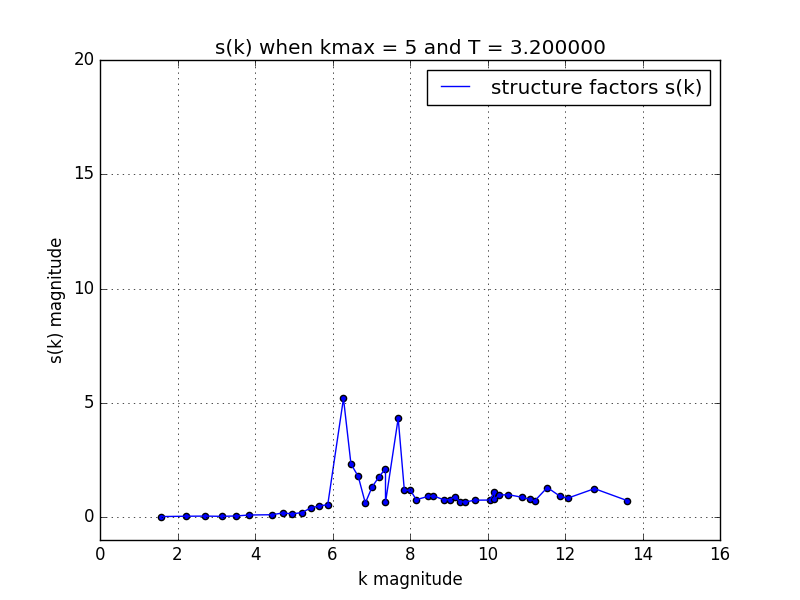 s(k) when kmax = 5 and T = 3.200000
structure factors s(k)
20
15
10
5
0
s(k) magnitude
0 2 4 6 8 10 12 14 16
k magnitude